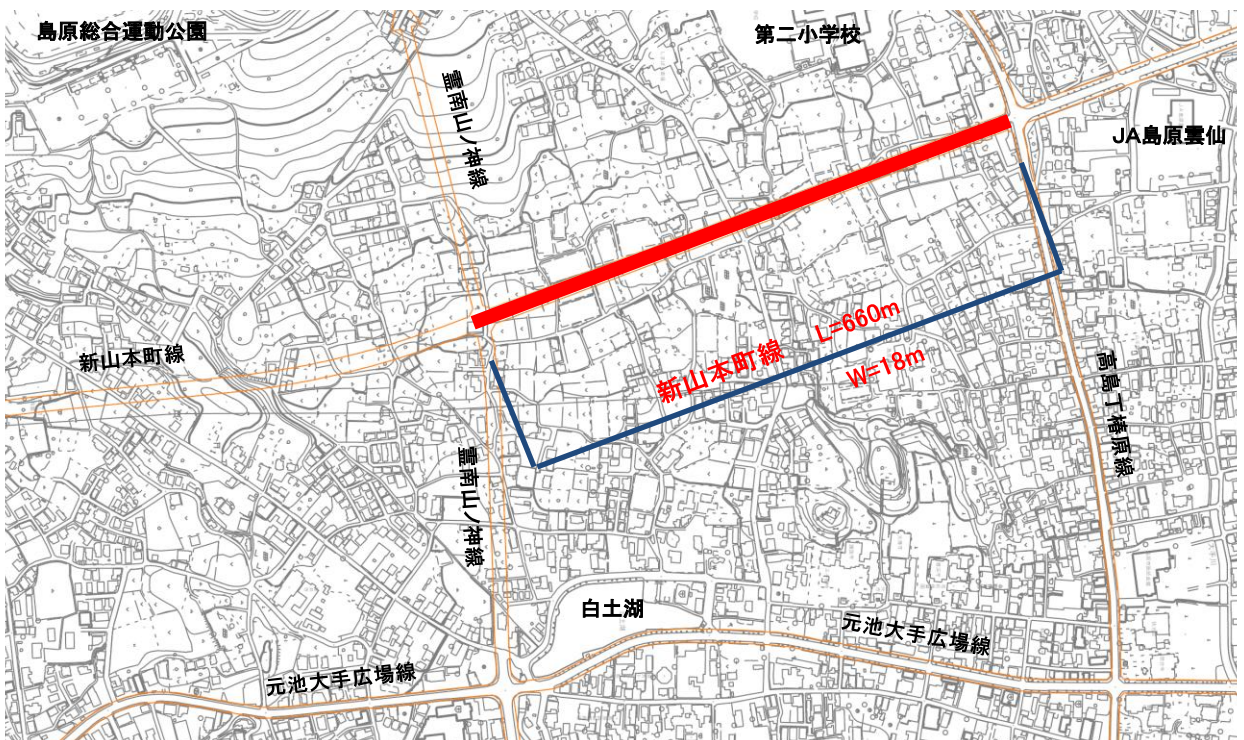 島原総合運動公園
第二小学校
霊南山ノ神線
JA島原雲仙
新山本町線
新山本町線
L=660m
W=18m
高島丁椿原線
霊南山ノ神線
白土湖
元池大手広場線
元池大手広場線